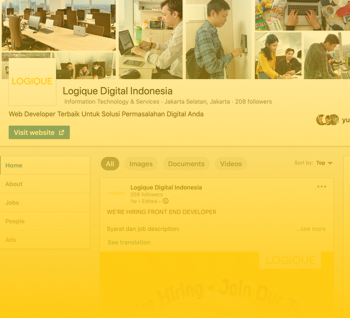 LOGIQUE
Logique Digital Indonesia
Information Technology & Services · Jakarta Selatan, Jakarta · 208 followers
Web Developer Terbaik Untuk Solusi Permasalahan Digital Anda
yu
Visit website
Home
About
Jobs
People
Ads
All Images Documents Videos
Sort by: Top
Logique Digital Indonesia
208 followers
1w • Edited •
WE'RE HIRING FRONT END DEVELOPER
Syarat dan job description:
...see more
See translation
LOGIQUE
Hiring - Join Our